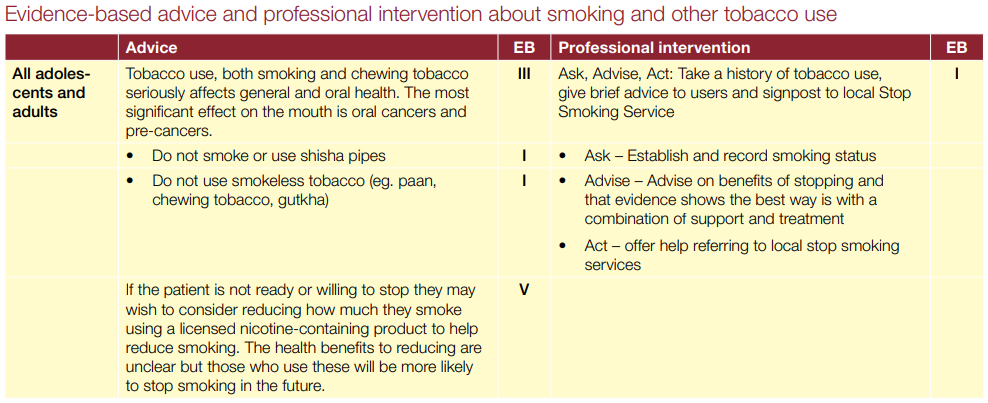 Evidence-based advice and professional intervention about smoking and other tobacco use
Advice EB Professional intervention EB
All adoles-
cents and
adults
Tobacco use, both smoking and chewing tobacco
seriously affects general and oral health. The most
significant effect on the mouth is oral cancers and
pre-cancers.
III
Ask, Advise, Act: Take a history of tobacco use,
give brief advice to users and signpost to local Stop
Smoking Service
I
• Do not smoke or use shisha pipes
I
• Ask – Establish and record smoking status
• Do not use smokeless tobacco (eg. paan,
chewing tobacco, gutkha)
I
• Advise – Advise on benefits of stopping and
that evidence shows the best way is with a
combination of support and treatment
• Act – offer help referring to local stop smoking
services
If the patient is not ready or willing to stop they may
wish to consider reducing how much they smoke
using a licensed nicotine-containing product to help
reduce smoking. The health benefits to reducing are
unclear but those who use these will be more likely
to stop smoking in the future.
V